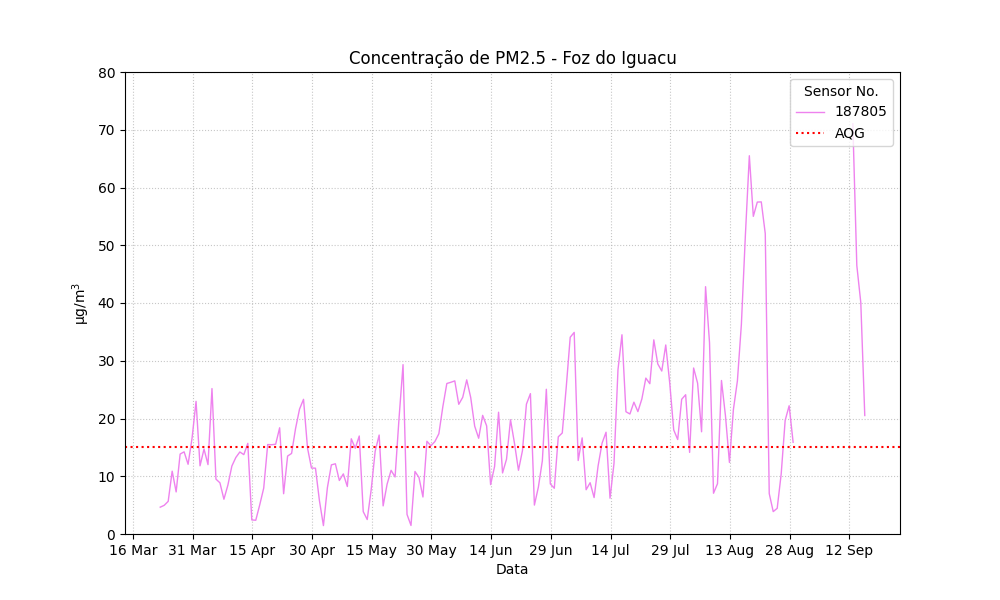 Concentração de PM2.5 - Foz do Iguacu
Sensor No.
187805
AQG
80
70
60
50
40
30
20
10
0
µg/m³
16 Mar 31 Mar 15 Apr 30 Apr 15 May 30 May 14 Jun 29 Jun 14 Jul 29 Jul 13 Aug 28 Aug 12 Sep
Data